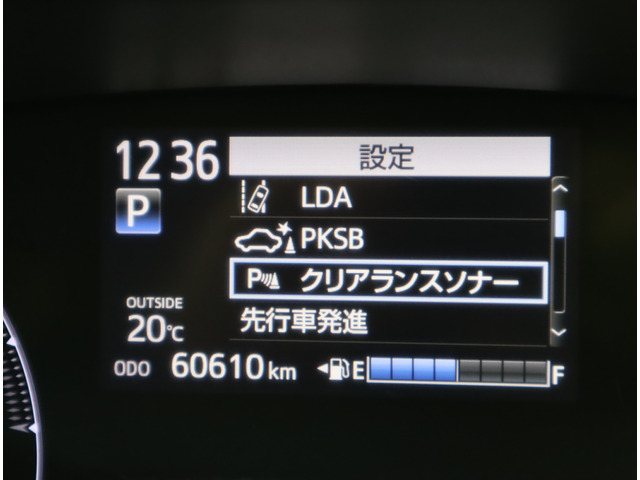 12 36
設定
P
LDA
PKSB
P クリアランスソナー
先行車発進
OUTSIDE
20℃
ODO 60610 km
E F